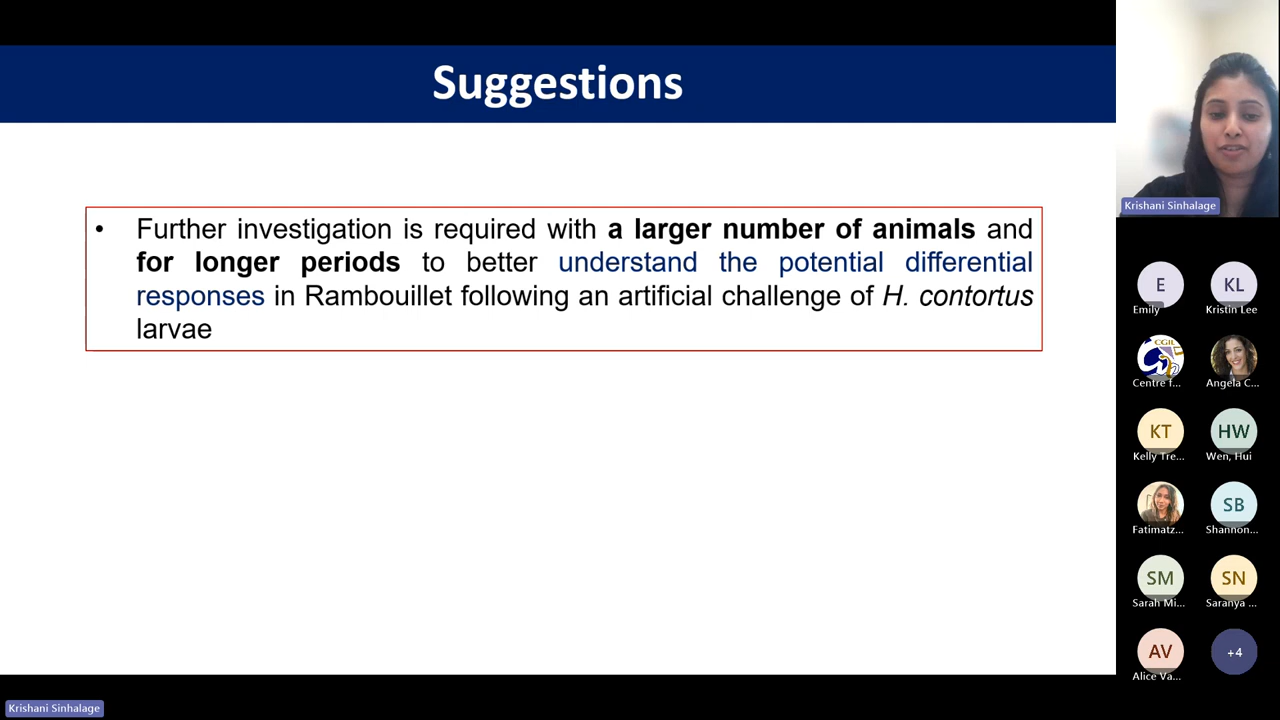 Suggestions
• Further investigation is required with a larger number of animals and
for longer periods to better understand the potential differential
responses in Rambouillet following an artificial challenge of H. contortus
larvae
Krishani Sinhalage
E
Emily
KL
Kristin Lee
CGIL
Centre f...
Angela C...
KT
Kelly Tre...
HW
Wen, Hui
Fatimatz...
SB
Shannon...
SM
Sarah Mi...
SN
Saranya ...
AV
Alice Va...
+4
Krishani Sinhalage